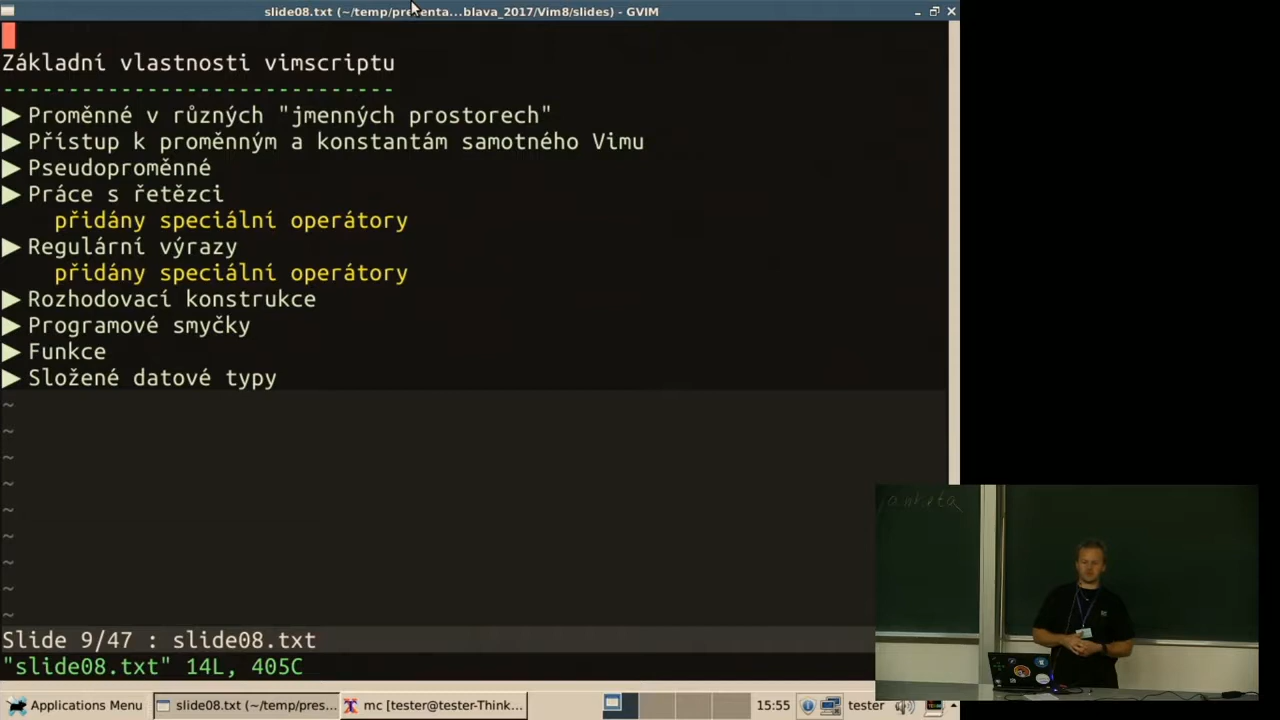 slide08.txt (~/temp/presenta...blava_2017/Vim8/slides) - GVIM
Základní vlastnosti vimscriptu
------------------------------
▶ Proměnné v různých "jmenných prostorech"
▶ Přístup k proměnným a konstantám samotného Vimu
▶ Pseudoproměnné
▶ Práce s řetězci
přidány speciální operátory
▶ Regulární výrazy
přidány speciální operátory
▶ Rozhodovací konstrukce
▶ Programové smyčky
▶ Funkce
▶ Složené datové typy
~
~
~
~
~
~
~
~
~
Slide 9/47 : slide08.txt
"slide08.txt" 14L, 405C
anketa
Applications Menu
slide08.txt (~/temp/pres...
mc [tester@tester-Think...
15:55
tester